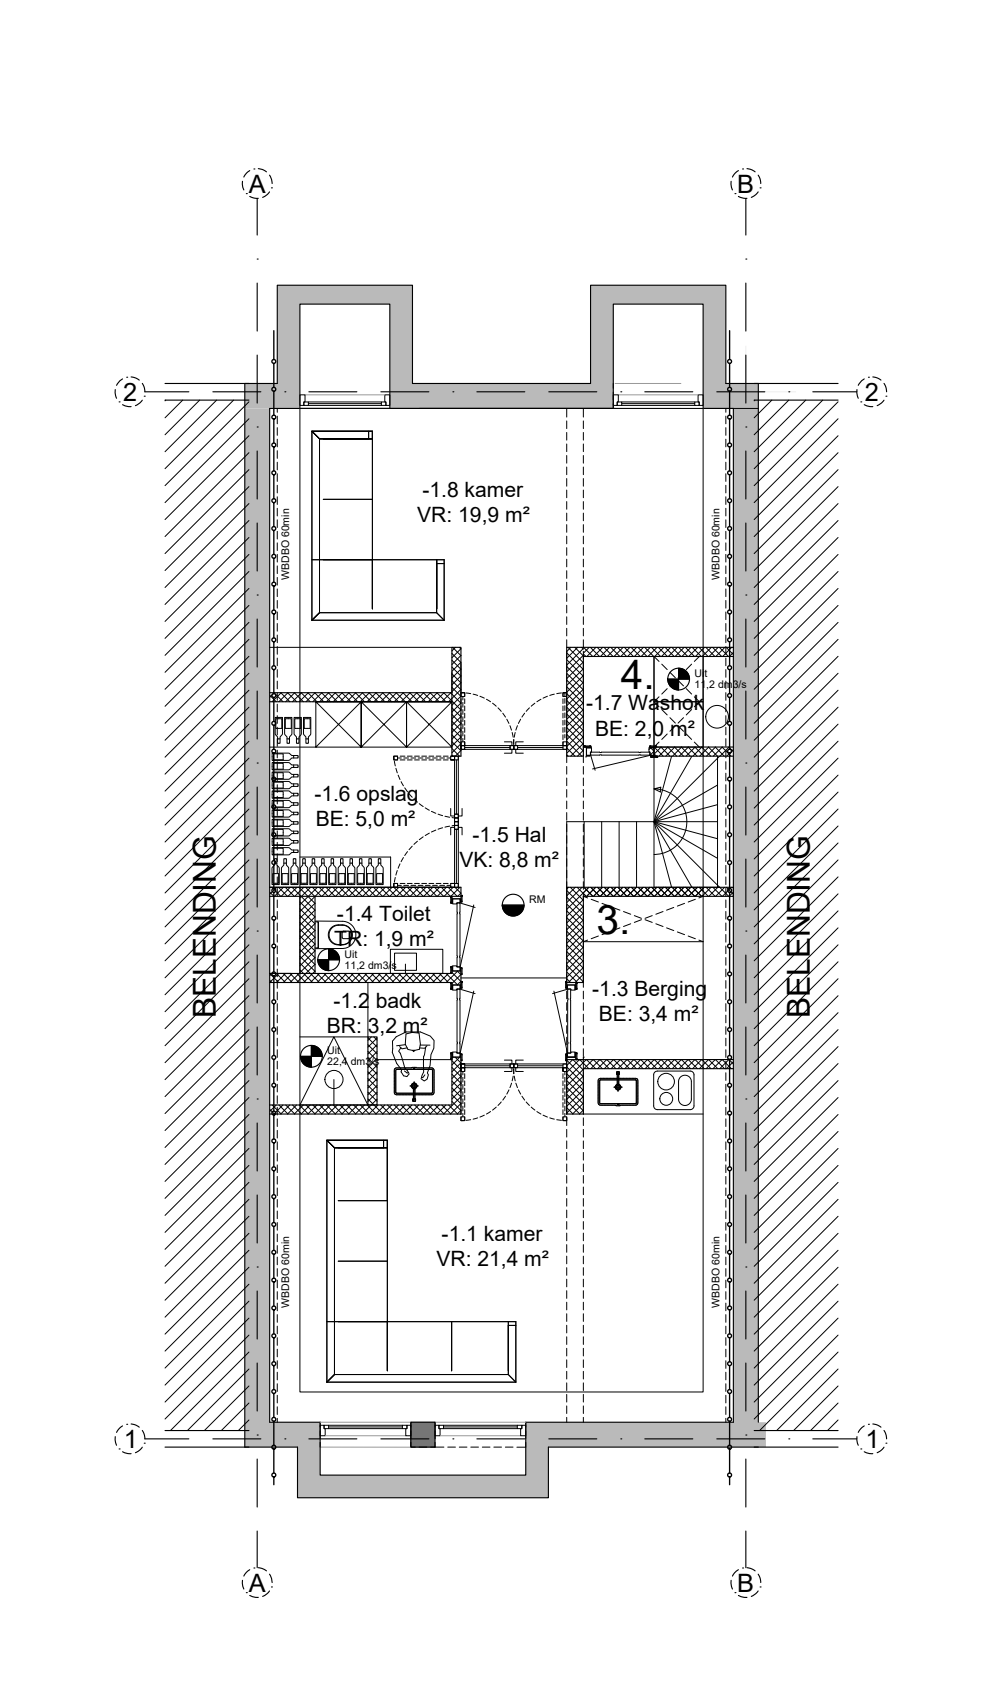 A
B
2
2
-1.8 kamer
VR: 19,9 m²
WBDBO 60min
WBDBO 60min
4.
Uit
11,2 dm3/s
-1.7 Washok
BE: 2,0 m²
-1.6 opslag
BE: 5,0 m²
-1.5 Hal
VK: 8,8 m²
RM
BELENDING
BELENDING
-1.4 Toilet
TR: 1,9 m²
Uit
11,2 dm3/s
3.
-1.3 Berging
BE: 3,4 m²
-1.2 badk
BR: 3,2 m²
Uit
22,4 dm3/s
-1.1 kamer
VR: 21,4 m²
WBDBO 60min
WBDBO 60min
1
1
A
B